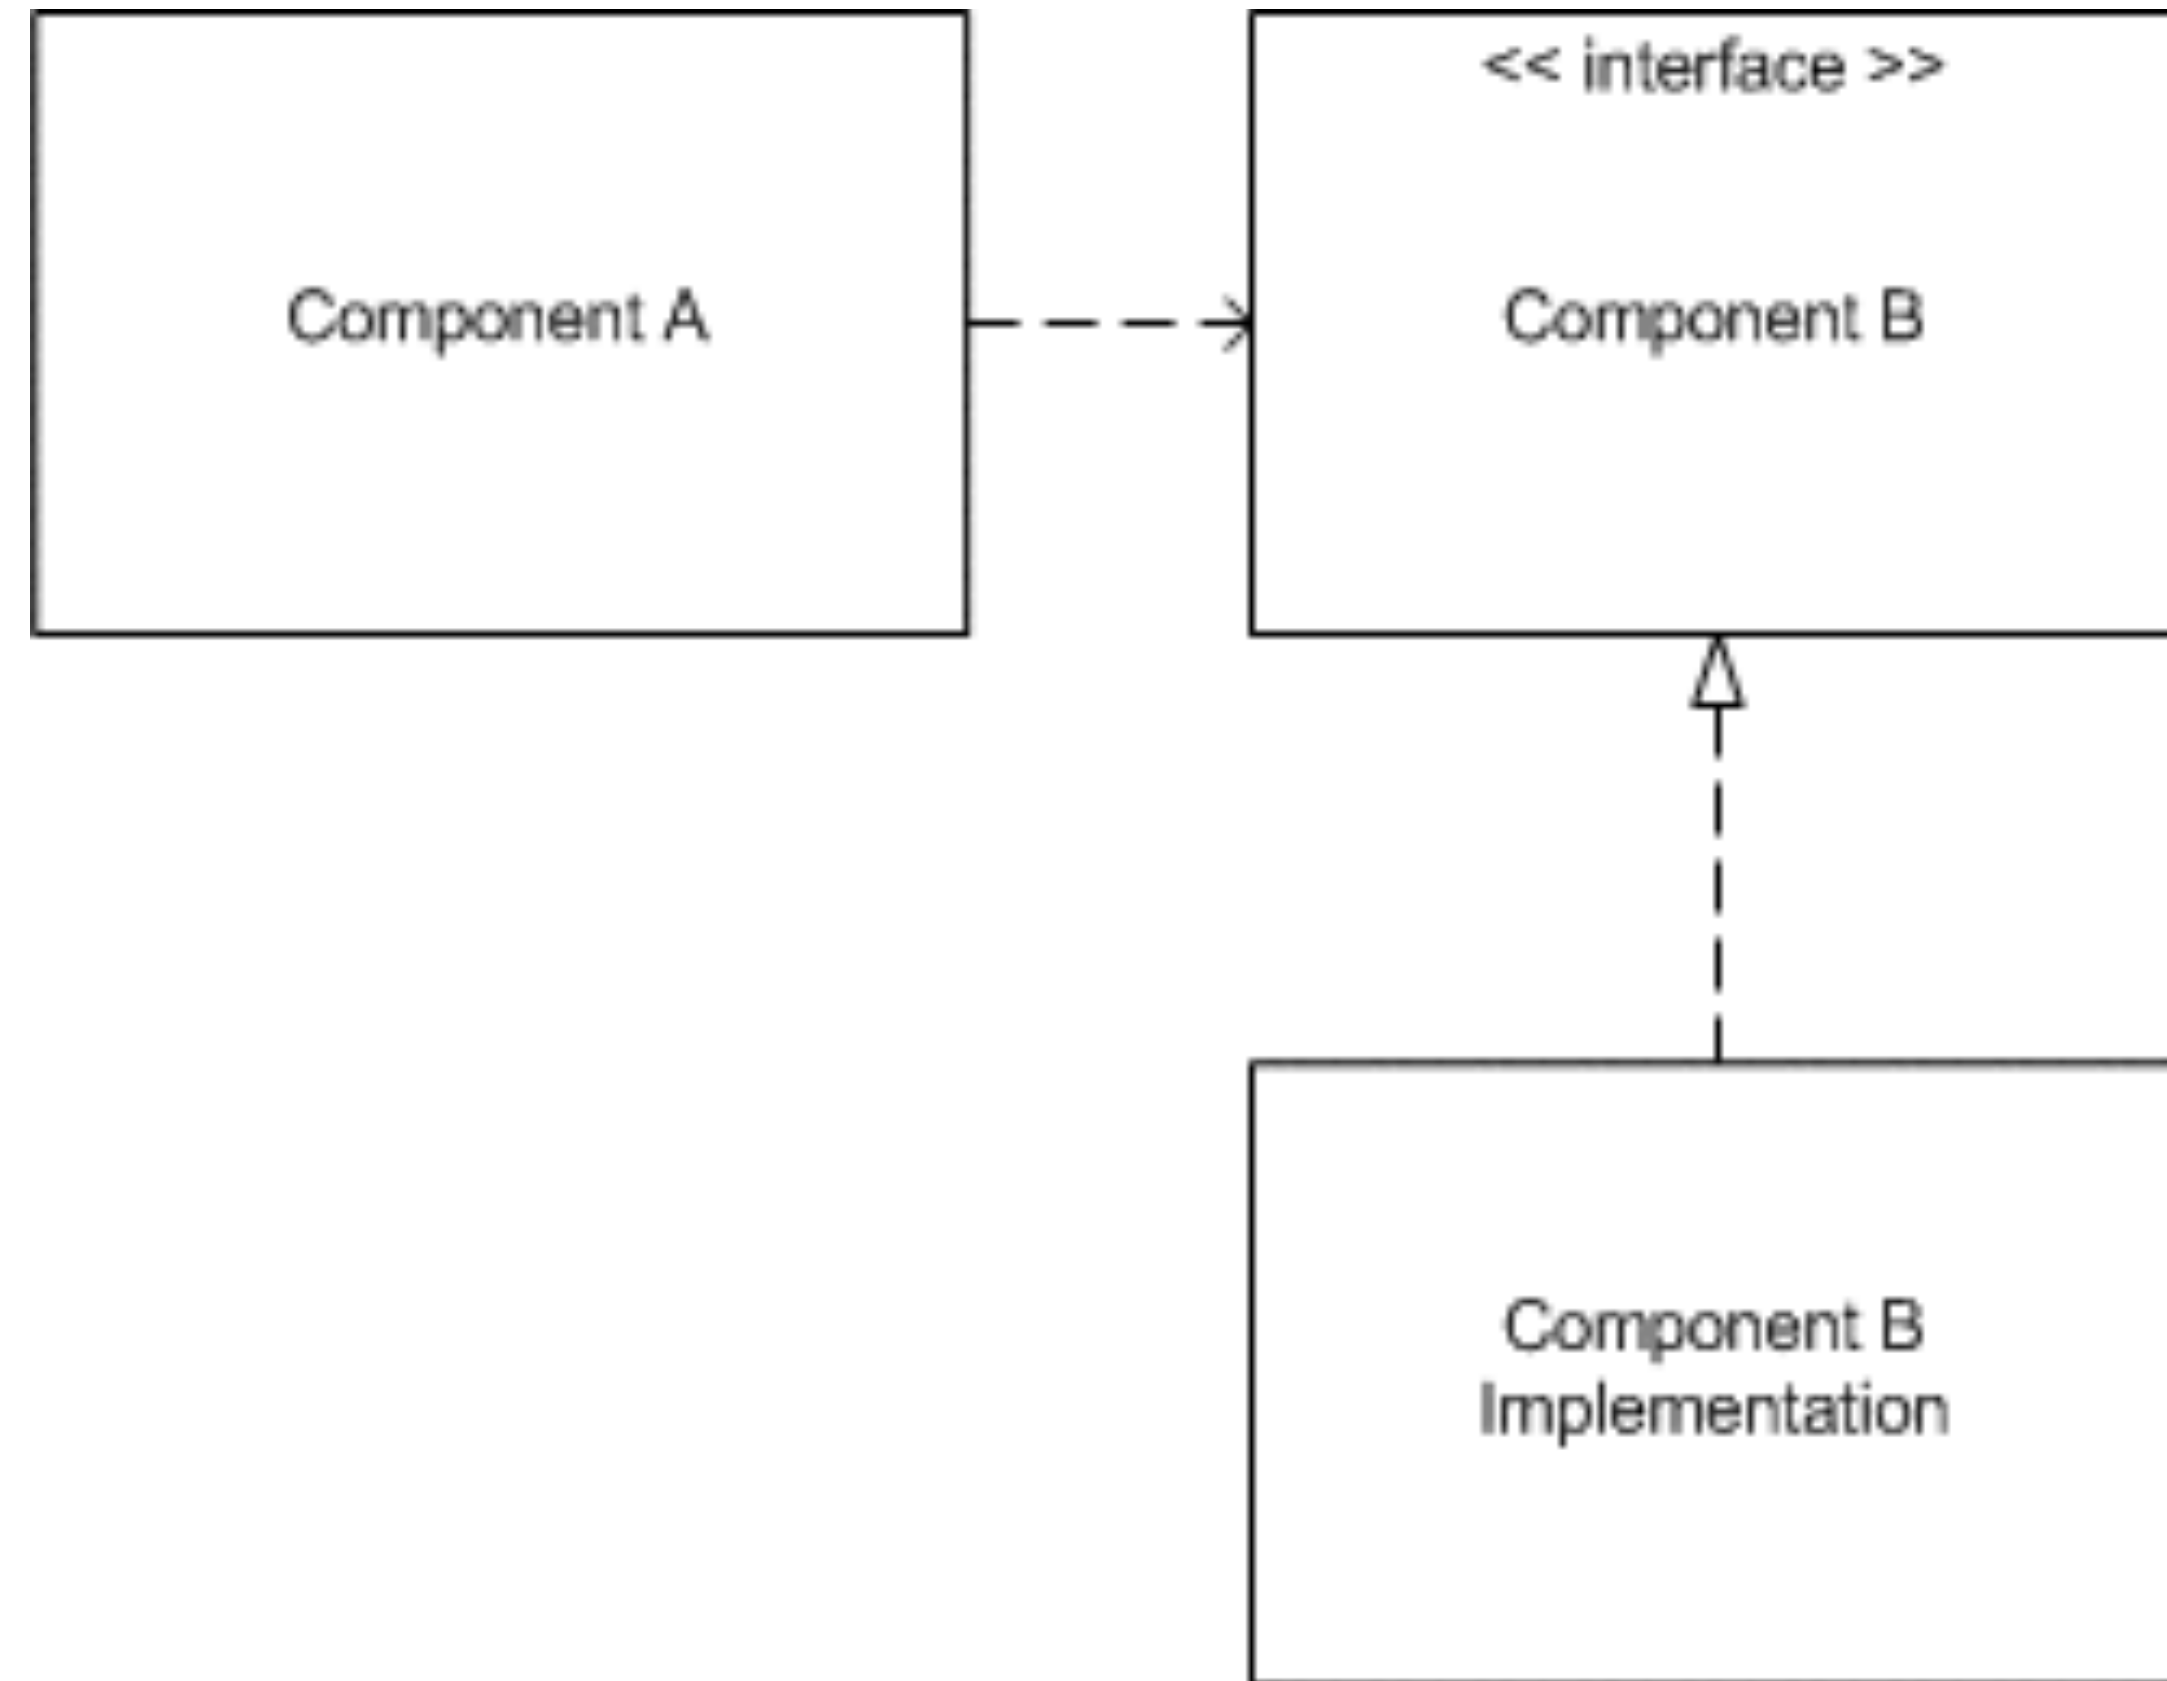 << interface >>
Component A
Component B
Component B
Implementation